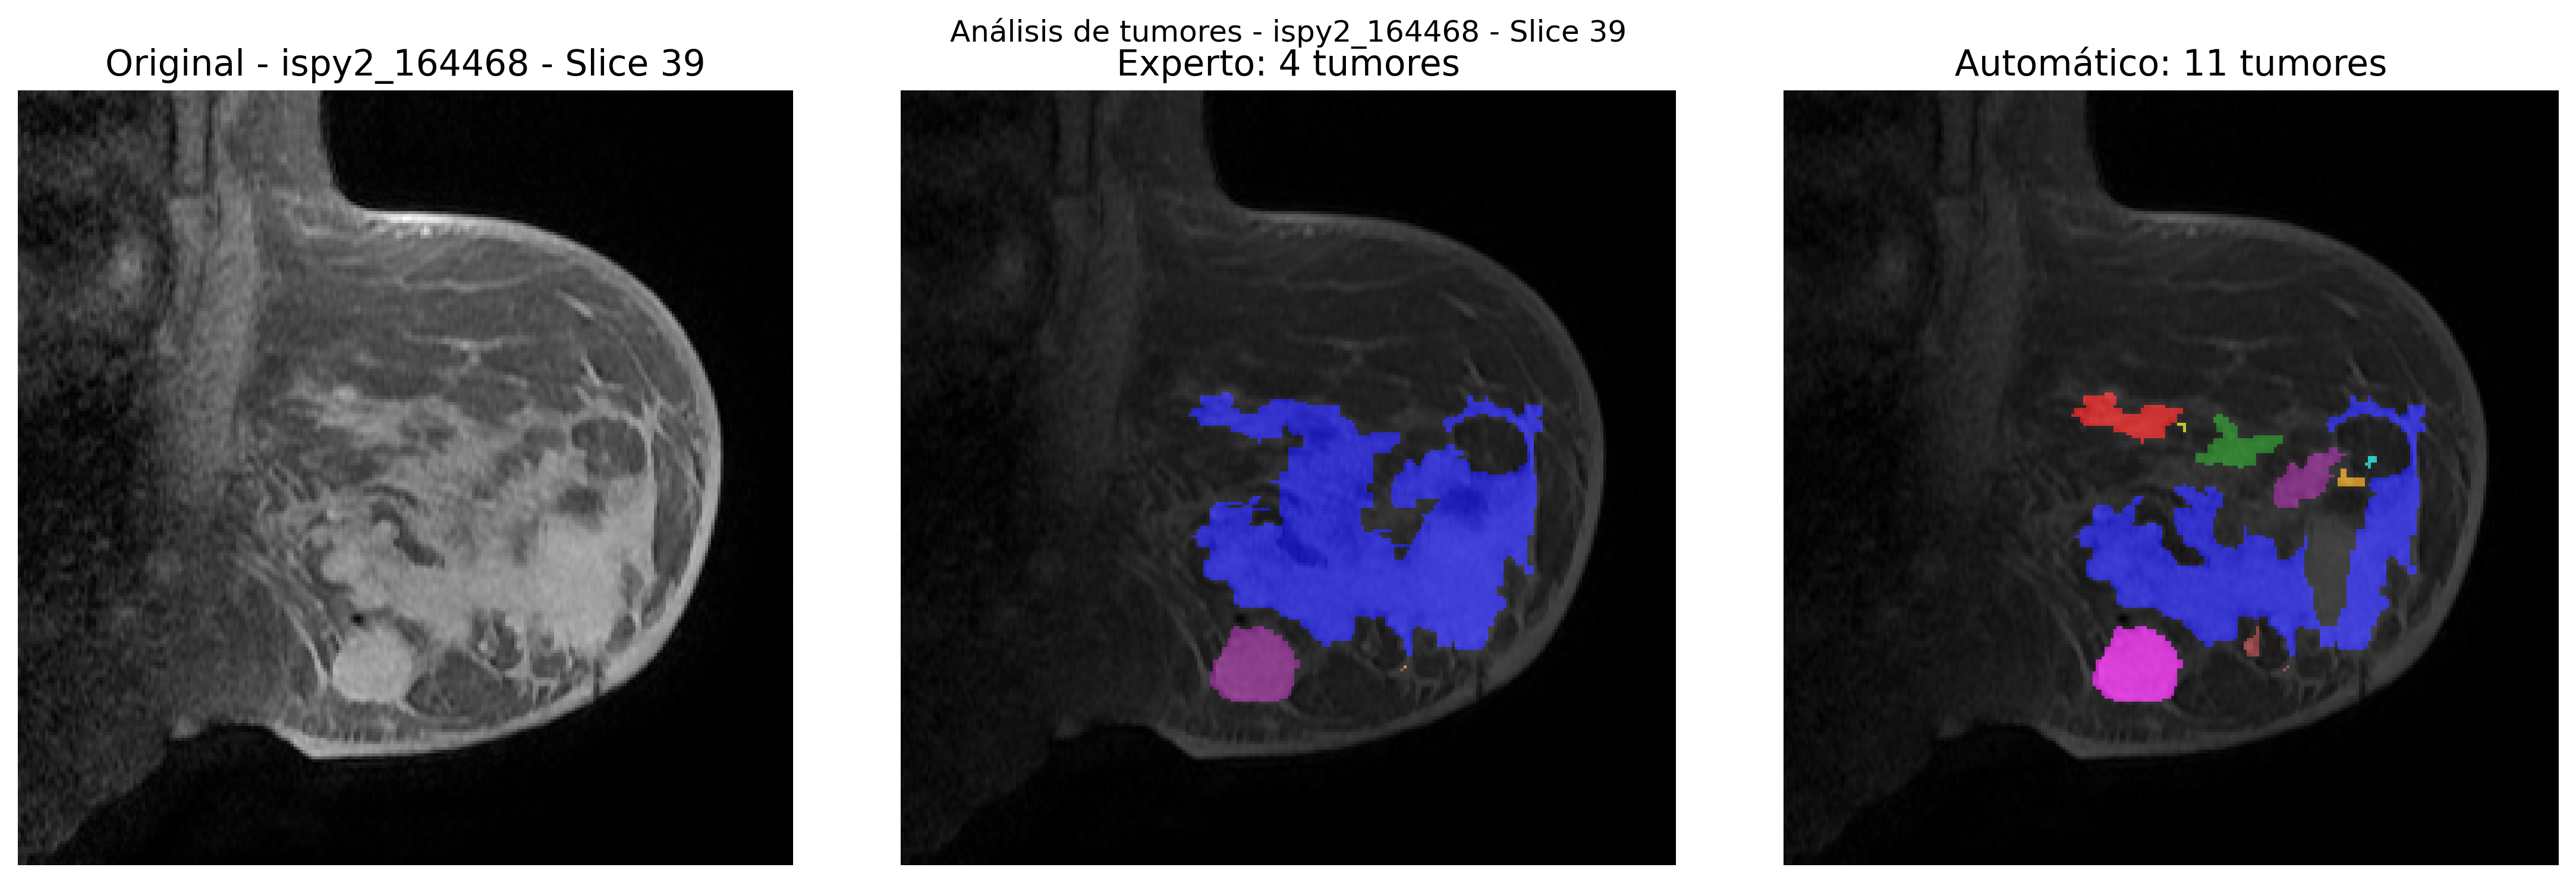 Análisis de tumores - ispy2_164468 - Slice 39
Original - ispy2_164468 - Slice 39
Experto: 4 tumores
Automático: 11 tumores